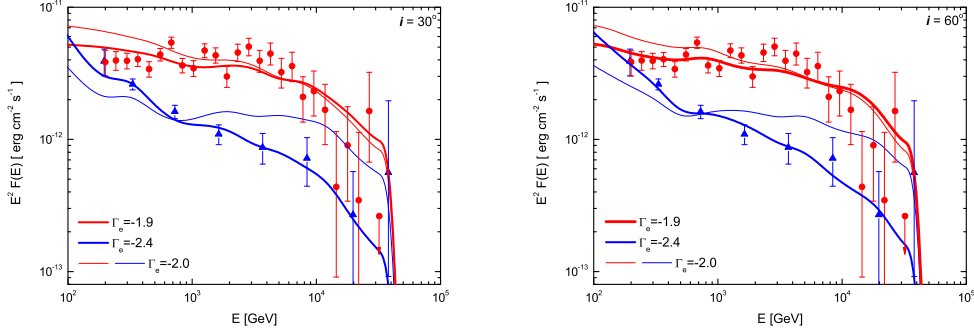 10⁻¹¹
i = 30°
10⁻¹²
10⁻¹³
E² F(E) [ erg cm⁻² s⁻¹ ]
Γₑ=-1.9
Γₑ=-2.4
Γₑ=-2.0
10² 10³ 10⁴ 10⁵
E [GeV]
10⁻¹¹
i = 60°
10⁻¹²
10⁻¹³
E² F(E) [ erg cm⁻² s⁻¹ ]
Γₑ=-1.9
Γₑ=-2.4
Γₑ=-2.0
10² 10³ 10⁴ 10⁵
E [GeV]